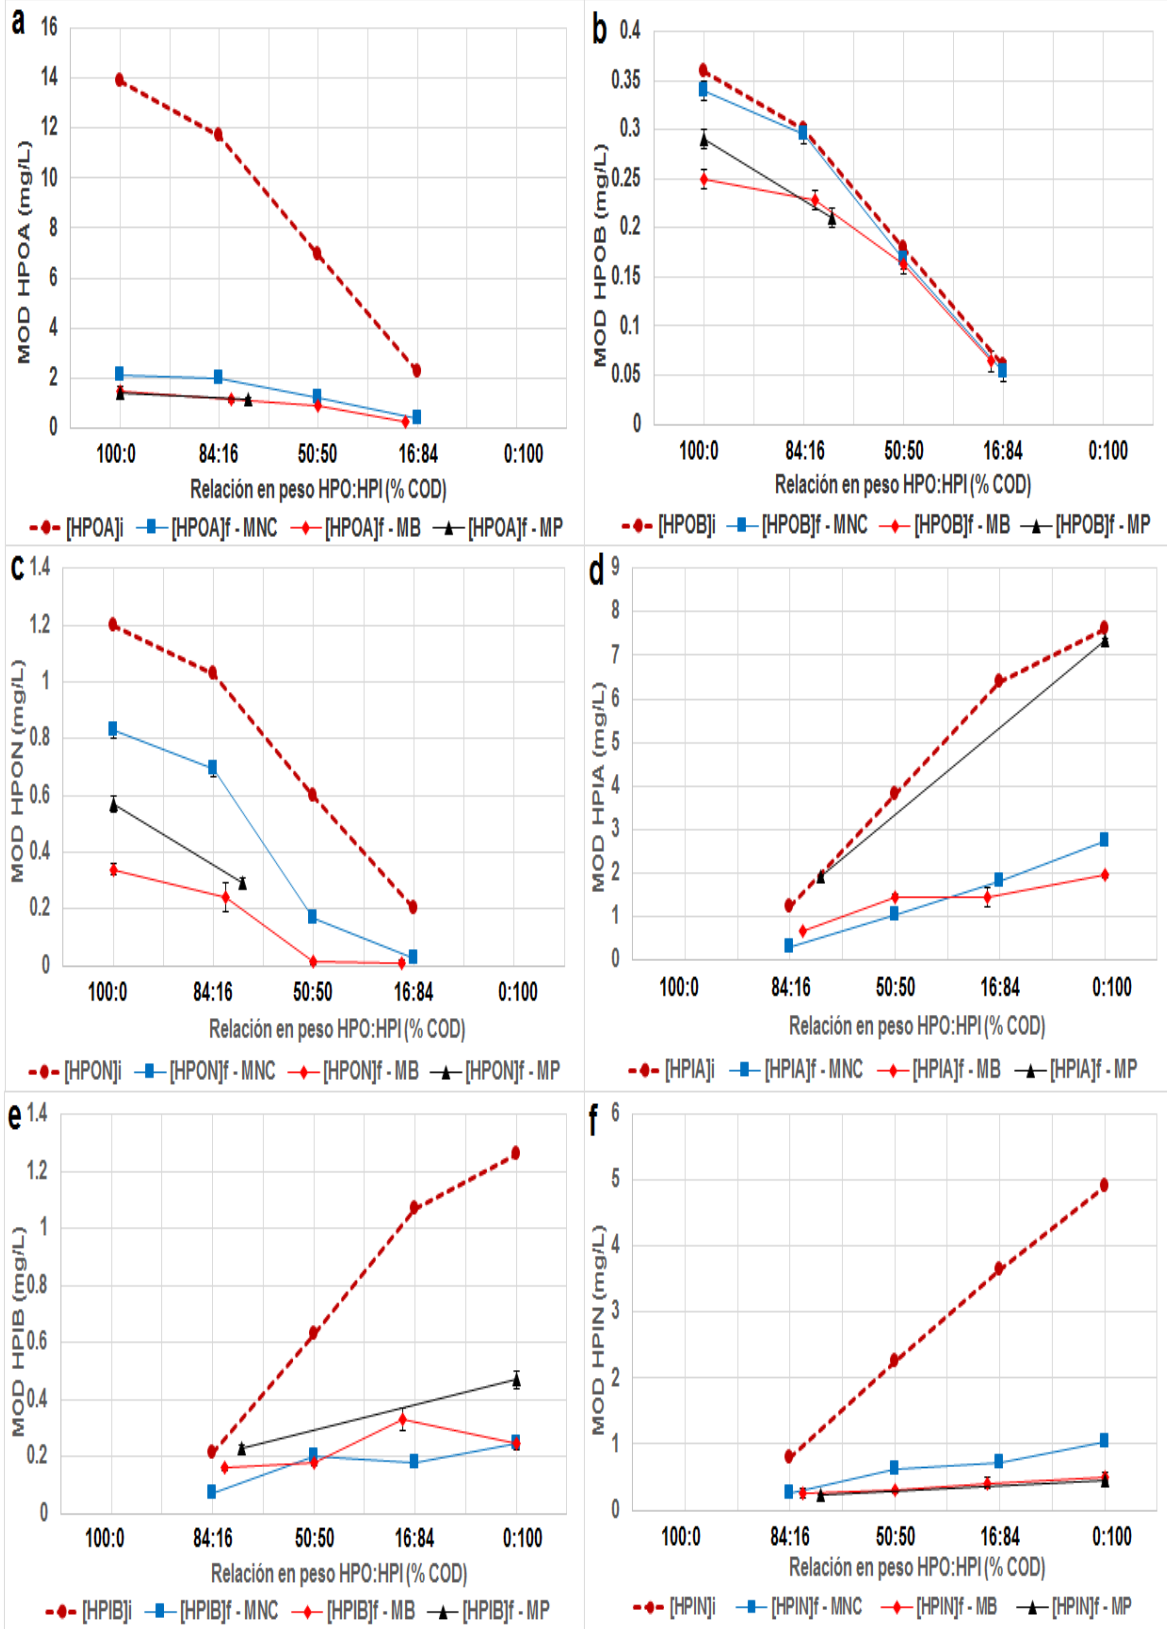 a
MOD HPOA (mg/L)
16
14
12
10
8
6
4
2
0
100:0 84:16 50:50 16:84 0:100
Relación en peso HPO:HPI (% COD)
[HPOA]i [HPOA]f - MNC [HPOA]f - MB [HPOA]f - MP
b
MOD HPOB (mg/L)
0.4
0.35
0.3
0.25
0.2
0.15
0.1
0.05
0
100:0 84:16 50:50 16:84 0:100
Relación en peso HPO:HPI (% COD)
[HPOB]i [HPOB]f - MNC [HPOB]f - MB [HPOB]f - MP
c
MOD HPON (mg/L)
1.4
1.2
1
0.8
0.6
0.4
0.2
0
100:0 84:16 50:50 16:84 0:100
Relación en peso HPO:HPI (% COD)
[HPON]i [HPON]f - MNC [HPON]f - MB [HPON]f - MP
d
MOD HPIA (mg/L)
9
8
7
6
5
4
3
2
1
0
100:0 84:16 50:50 16:84 0:100
Relación en peso HPO:HPI (% COD)
[HPIA]i [HPIA]f - MNC [HPIA]f - MB [HPIA]f - MP
e
MOD HPIB (mg/L)
1.4
1.2
1
0.8
0.6
0.4
0.2
0
100:0 84:16 50:50 16:84 0:100
Relación en peso HPO:HPI (% COD)
[HPIB]i [HPIB]f - MNC [HPIB]f - MB [HPIB]f - MP
f
MOD HPIN (mg/L)
6
5
4
3
2
1
0
100:0 84:16 50:50 16:84 0:100
Relación en peso HPO:HPI (% COD)
[HPIN]i [HPIN]f - MNC [HPIN]f - MB [HPIN]f - MP